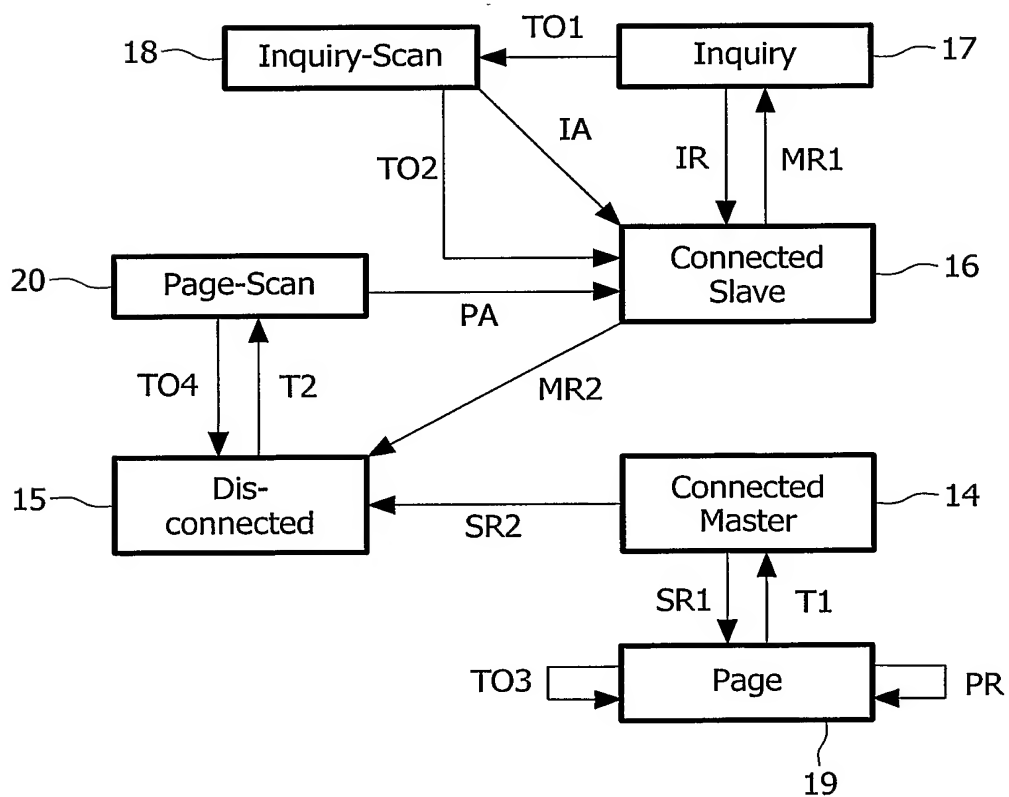 18
Inquiry-Scan
TO1
Inquiry
17
IA
TO2
IR
MR1
20
Page-Scan
PA
Connected
Slave
16
TO4
T2
MR2
15
Dis-
connected
SR2
Connected
Master
14
SR1
T1
TO3
Page
PR
19